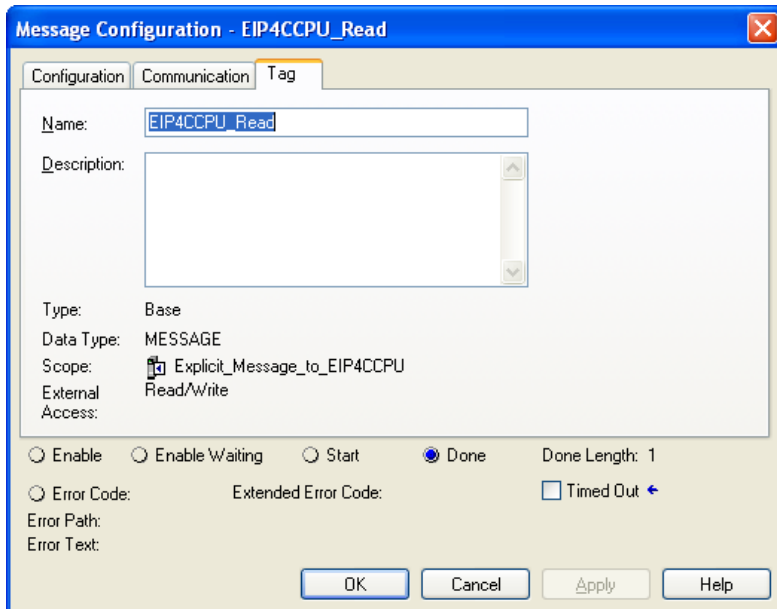 Message Configuration - EIP4CCPU_Read
Configuration Communication Tag
Name: EIP4CCPU_Read
Description:
Type: Base
Data Type: MESSAGE
Scope: Explicit_Message_to_EIP4CCPU
External Access: Read/Write
Enable Enable Waiting Start Done Done Length: 1
Error Code: Extended Error Code: Timed Out
Error Path:
Error Text:
OK Cancel Apply Help